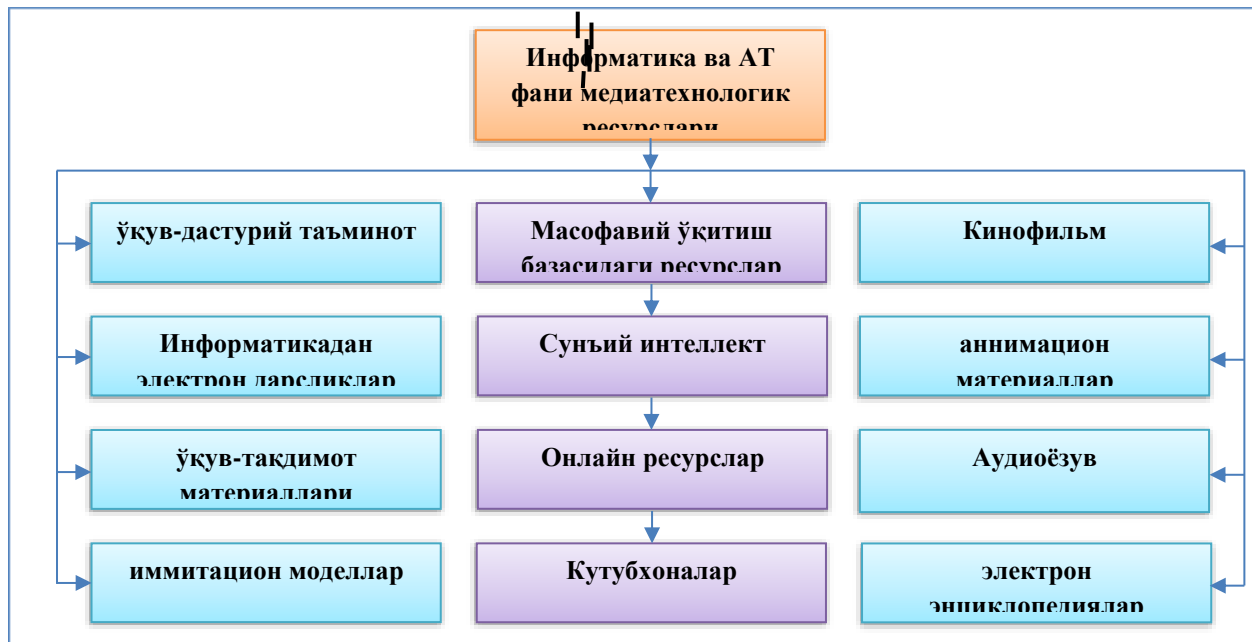 Информатика ва АТ
фани медиатехнологик
ресурслари
ўқув-дастурий таъминот
Масофавий ўқитиш
базасидаги ресурслар
Кинофильм
Информатикадан
электрон дарсликлар
Сунъий интеллект
аннимацион
материаллар
ўқув-тақдимот
материаллари
Онлайн ресурслар
Аудиоёзув
иммитацион моделлар
Кутубхоналар
электрон
энциклопедиялар